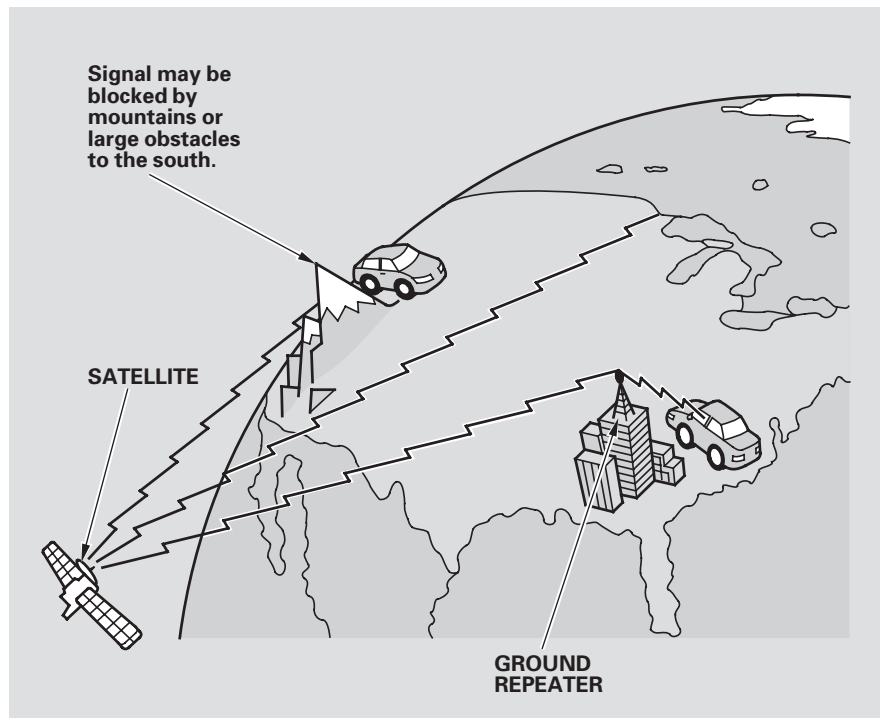 Signal may be
blocked by
mountains or
large obstacles
to the south.
SATELLITE
GROUND
REPEATER